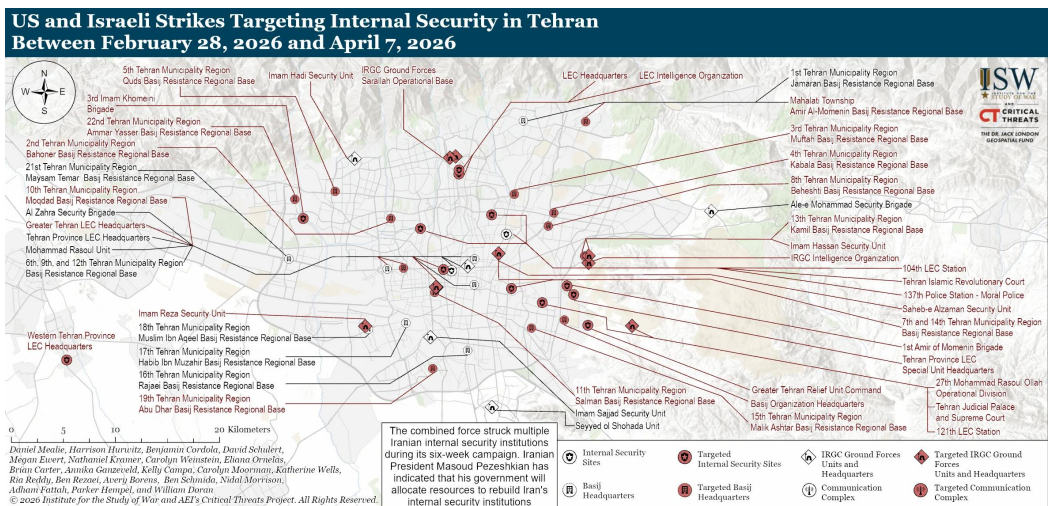 US and Israeli Strikes Targeting Internal Security in Tehran
Between February 28, 2026 and April 7, 2026
N
W
E
S
5th Tehran Municipality Region
Quds Basij Resistance Regional Base
Imam Hadi Security Unit
IRGC Ground Forces
Sarallah Operational Base
LEC Headquarters
LEC Intelligence Organization
1st Tehran Municipality Region
Jamaran Basij Resistance Regional Base
Mahalati Township
Amir Al-Momenin Basij Resistance Regional Base
3rd Tehran Municipality Region
Muftah Basij Resistance Regional Base
4th Tehran Municipality Region
Kabala Basij Resistance Regional Base
8th Tehran Municipality Region
Beheshti Basij Resistance Regional Base
Ale-e Mohammad Security Brigade
13th Tehran Municipality Region
Kamil Basij Resistance Regional Base
Imam Hassan Security Unit
IRGC Intelligence Organization
104th LEC Station
Tehran Islamic Revolutionary Court
137th Police Station - Moral Police
Saheb-e Alzaman Security Unit
7th and 14th Tehran Municipality Region
Basij Resistance Regional Base
1st Amir of Momenin Brigade
Tehran Province LEC
Special Unit Headquarters
27th Mohammad Rasoul Ollah
Operational Division
Tehran Judicial Palace
and Supreme Court
121th LEC Station
ISW
INSTITUTE FOR THE
STUDY OF WAR
AND
CT CRITICAL
THREATS
THE DR. JACK LONDON
GEOSPATIAL FUND
3rd Imam Khomeini
Brigade
22nd Tehran Municipality Region
Ammar Yasser Basij Resistance Regional Base
2nd Tehran Municipality Region
Bahoner Basij Resistance Regional Base
21st Tehran Municipality Region
Maysam Temar Basij Resistance Regional Base
10th Tehran Municipality Region
Moqdad Basij Resistance Regional Base
Al Zahra Security Brigade
Greater Tehran LEC Headquarters
Tehran Province LEC Headquarters
Mohammad Rasoul Unit
6th, 9th, and 12th Tehran Municipality Region
Basij Resistance Regional Base
Imam Reza Security Unit
18th Tehran Municipality Region
Muslim Ibn Aqeel Basij Resistance Regional Base
17th Tehran Municipality Region
Habib Ibn Muzahir Basij Resistance Regional Base
16th Tehran Municipality Region
Rajaei Basij Resistance Regional Base
19th Tehran Municipality Region
Abu Dhar Basij Resistance Regional Base
Western Tehran Province
LEC Headquarters
11th Tehran Municipality Region
Salman Basij Resistance Regional Base
Imam Sajjad Security Unit
Seyyed ol Shohada Unit
Greater Tehran Relief Unit Command
Basij Organization Headquarters
15th Tehran Municipality Region
Malik Ashtar Basij Resistance Regional Base
0 5 10 20 Kilometers
Daniel Mealie, Harrison Hurwitz, Benjamin Cordola, David Schulert,
Megan Ewert, Nathaniel Kramer, Carolyn Weinstein, Eliana Ornelas,
Brian Carter, Annika Ganzeveld, Kelly Campa, Carolyn Moorman, Katherine Wells,
Ria Reddy, Ben Rezaei, Avery Borens, Ben Schmida, Nidal Morrison,
Adham Fattah, Parker Hempel, and William Doran
© 2026 Institute for the Study of War and AEI's Critical Threats Project. All Rights Reserved.
The combined force struck multiple
Iranian internal security institutions
during its six-week campaign. Iranian
President Masoud Pezeshkian has
indicated that his government will
allocate resources to rebuild Iran's
internal security institutions
Internal Security
Sites
Targeted
Internal Security Sites
IRGC Ground Forces
Units and
Headquarters
Targeted IRGC Ground
Forces
Units and Headquarters
Basij
Headquarters
Targeted Basij
Headquarters
Communication
Complex
Targeted Communication
Complex